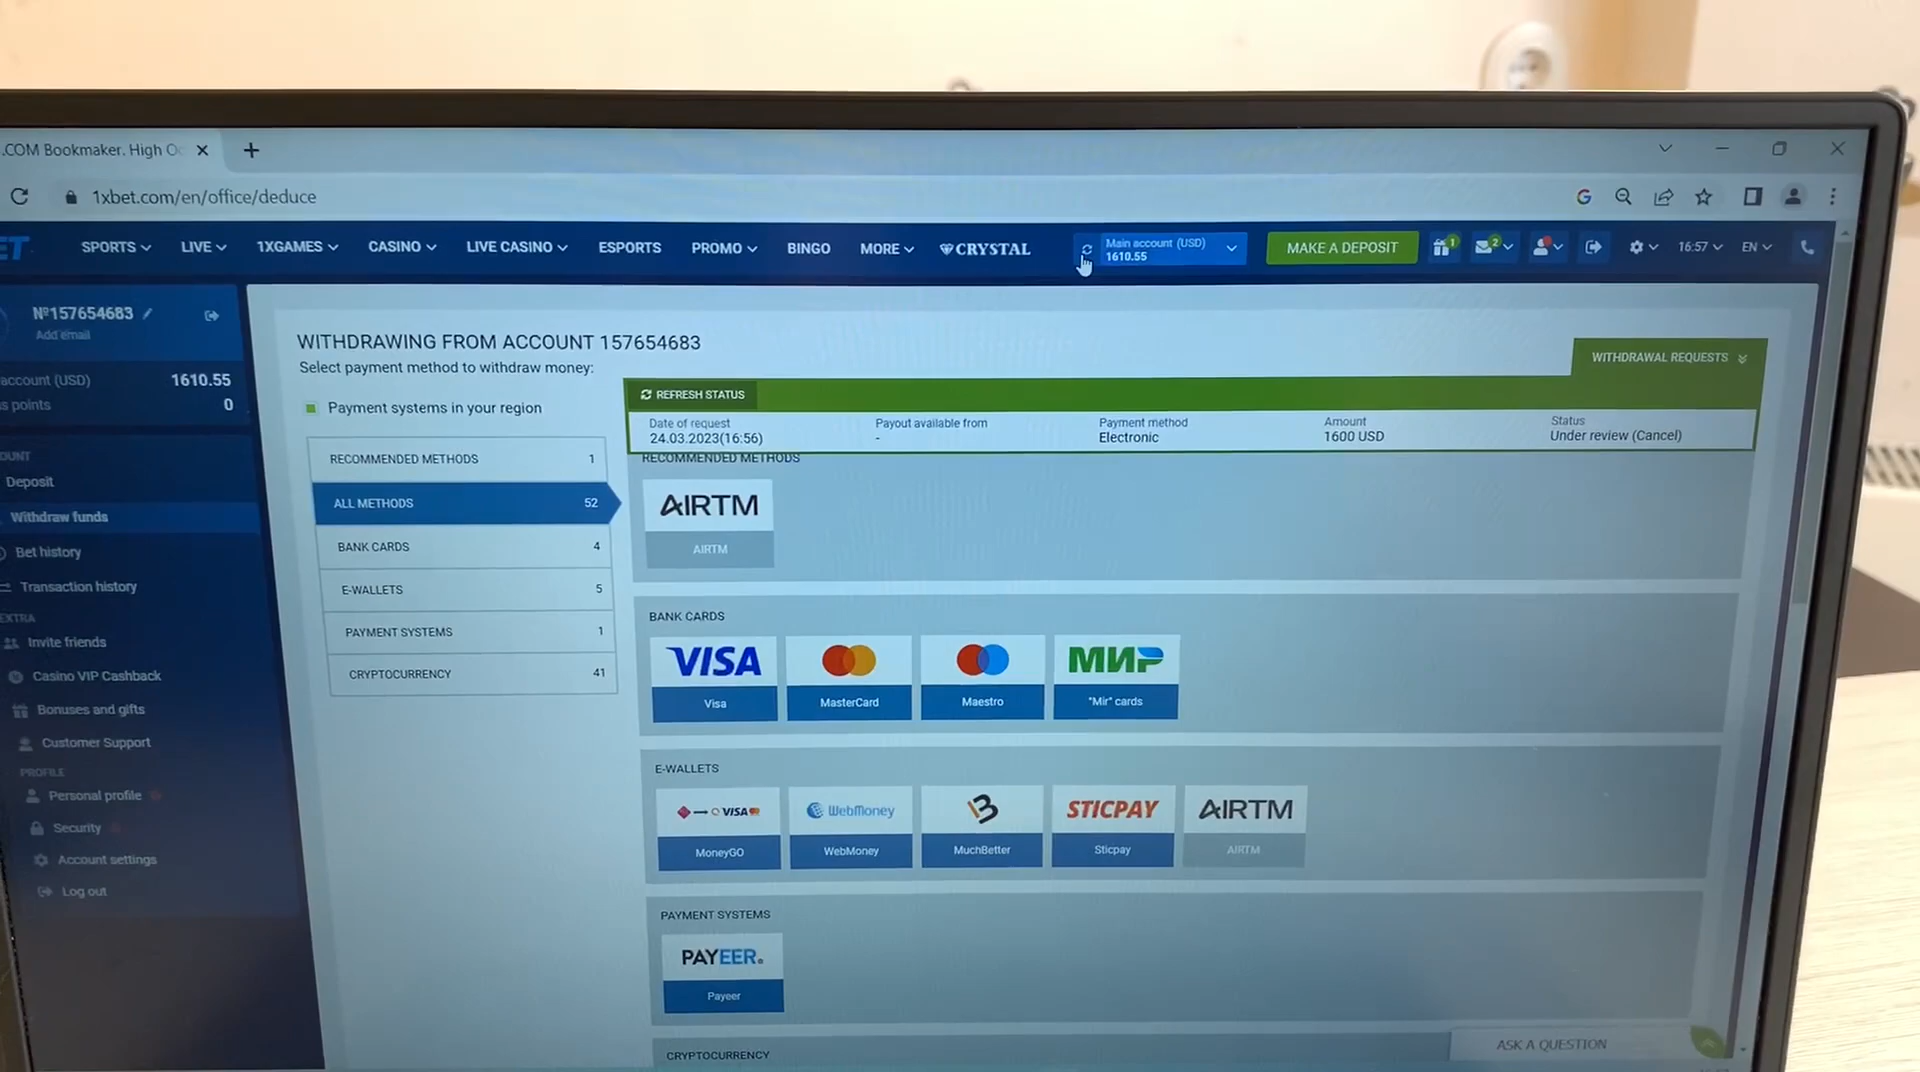 .COM Bookmaker. High O
1xbet.com/en/office/deduce
ET SPORTS LIVE 1XGAMES CASINO LIVE CASINO ESPORTS PROMO BINGO MORE CRYSTAL
Main account (USD)
1610.55
MAKE A DEPOSIT
1
2
16:57
EN
№157654683
Add email
account (USD) 1610.55
s points 0
OUNT
Deposit
Withdraw funds
Bet history
Transaction history
EXTRA
Invite friends
Casino VIP Cashback
Bonuses and gifts
Customer Support
PROFILE
Personal profile
Security
Account settings
Log out
WITHDRAWING FROM ACCOUNT 157654683
Select payment method to withdraw money:
WITHDRAWAL REQUESTS
REFRESH STATUS
Date of request Payout available from Payment method Amount Status
24.03.2023(16:56) - Electronic 1600 USD Under review (Cancel)
Payment systems in your region
RECOMMENDED METHODS 1
ALL METHODS 52
BANK CARDS 4
E-WALLETS 5
PAYMENT SYSTEMS 1
CRYPTOCURRENCY 41
RECOMMENDED METHODS
AIRTM
AIRTM
BANK CARDS
VISA МИР
Visa MasterCard Maestro "Mir" cards
E-WALLETS
VISA WebMoney STICPAY AIRTM
MoneyGO WebMoney MuchBetter Sticpay AIRTM
PAYMENT SYSTEMS
PAYEER
Payeer
CRYPTOCURRENCY
ASK A QUESTION